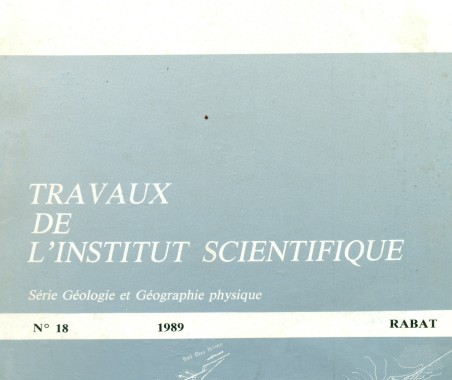 TRAVAUX
DE
L'INSTITUT SCIENTIFIQUE
Série Géologie et Géographie physique
N° 18 1989 RABAT